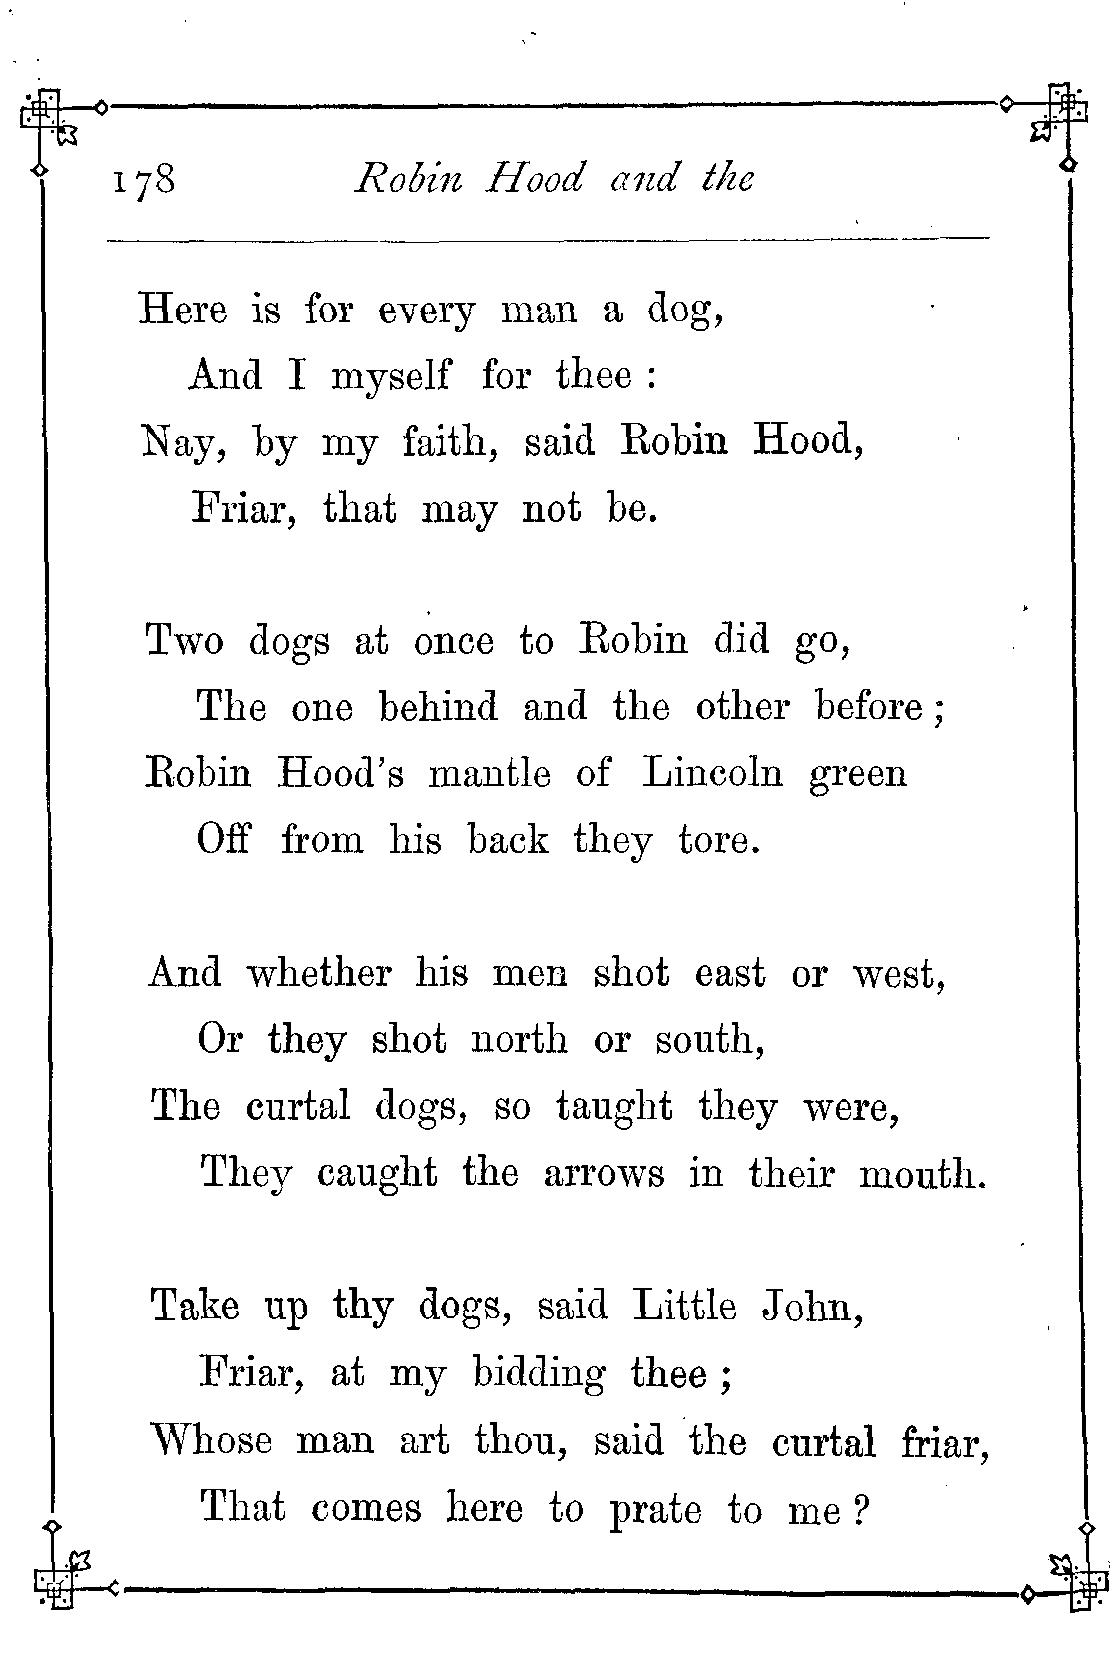 178 Robin Hood and the
Here is for every man a dog,
And I myself for thee :
Nay, by my faith, said Robin Hood,
Friar, that may not be.
Two dogs at once to Robin did go,
The one behind and the other before ;
Robin Hood's mantle of Lincoln green
Off from his back they tore.
And whether his men shot east or west,
Or they shot north or south,
The curtal dogs, so taught they were,
They caught the arrows in their mouth.
Take up thy dogs, said Little John,
Friar, at my bidding thee ;
Whose man art thou, said the curtal friar,
That comes here to prate to me ?